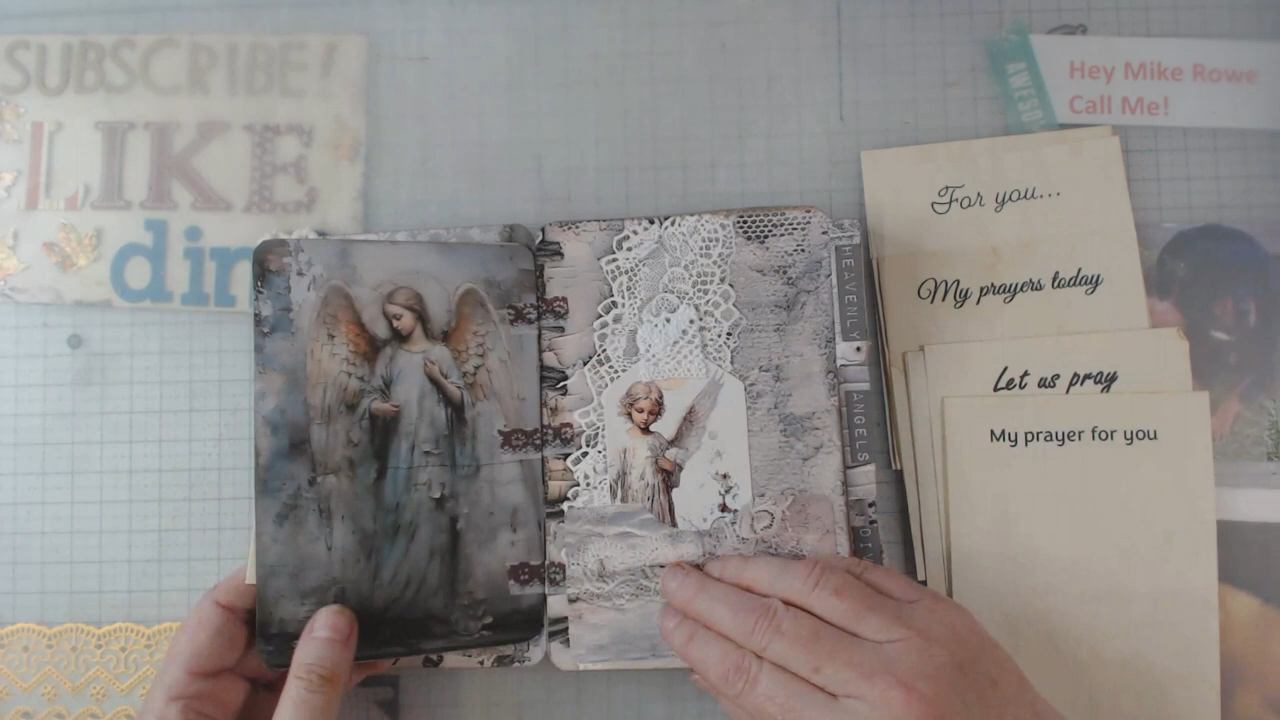 SUBSCRIBE!
LIKE
din
AWESO
Hey Mike Rowe
Call Me!
For you...
My prayers today
Let us pray
My prayer for you
HEAVENLY
ANGELS
DIV